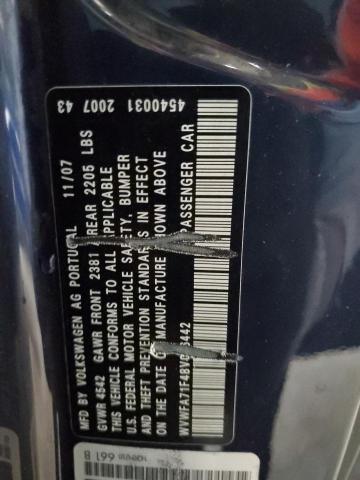 4540031 2007 43
MFD BY VOLKSWAGEN AG PORTUGAL 11/07
GVWR 4542 GAWR FRONT 2381 REAR 2205 LBS
THIS VEHICLE CONFORMS TO ALL APPLICABLE
U.S. FEDERAL MOTOR VEHICLE SAFETY, BUMPER
AND THEFT PREVENTION STANDARDS IN EFFECT
ON THE DATE OF MANUFACTURE SHOWN ABOVE
PASSENGER CAR
661 B